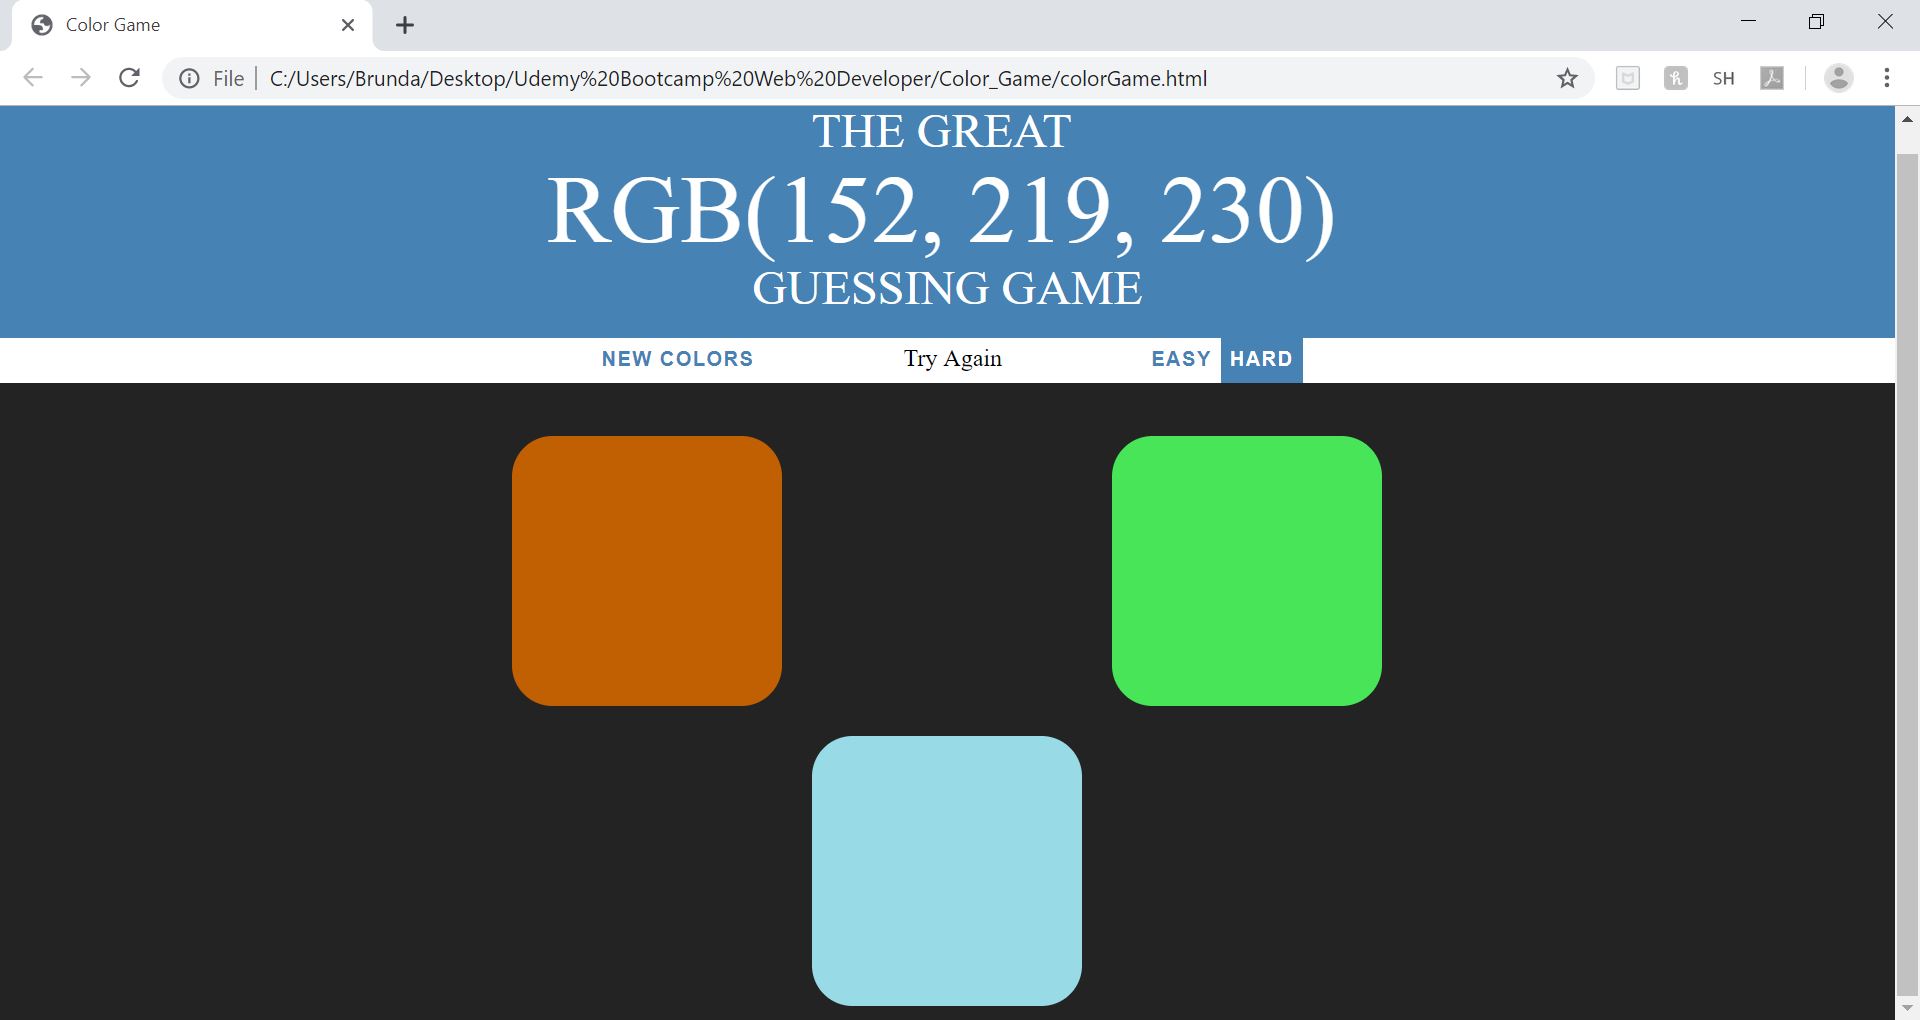 Color Game
File C:/Users/Brunda/Desktop/Udemy%20Bootcamp%20Web%20Developer/Color_Game/colorGame.html SH
THE GREAT
RGB(152, 219, 230)
GUESSING GAME
NEW COLORS Try Again EASY HARD